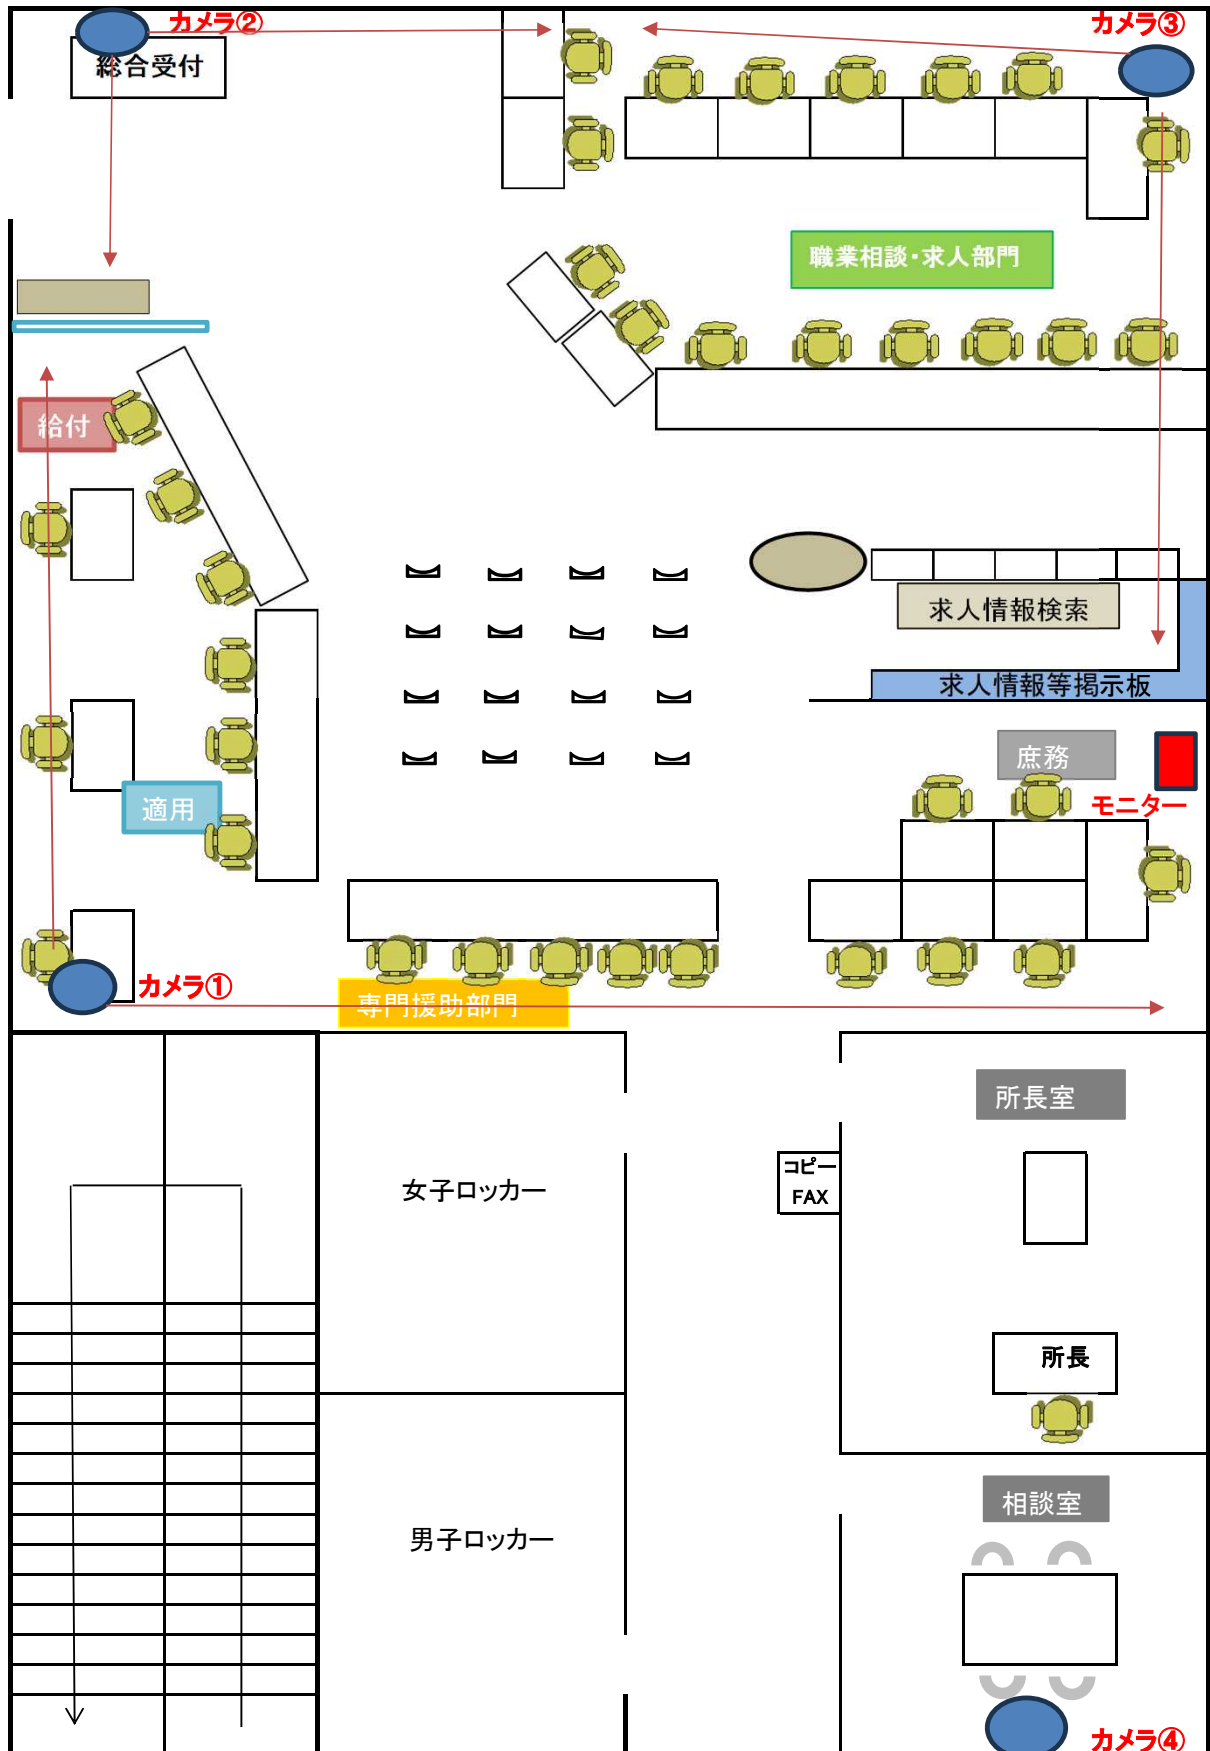 カメラ②
カメラ③
総合受付
職業相談・求人部門
給付
求人情報検索
求人情報等掲示板
庶務
適用
モニター
カメラ①
専門援助部門
所長室
コピー
FAX
女子ロッカー
所長
相談室
男子ロッカー
カメラ④